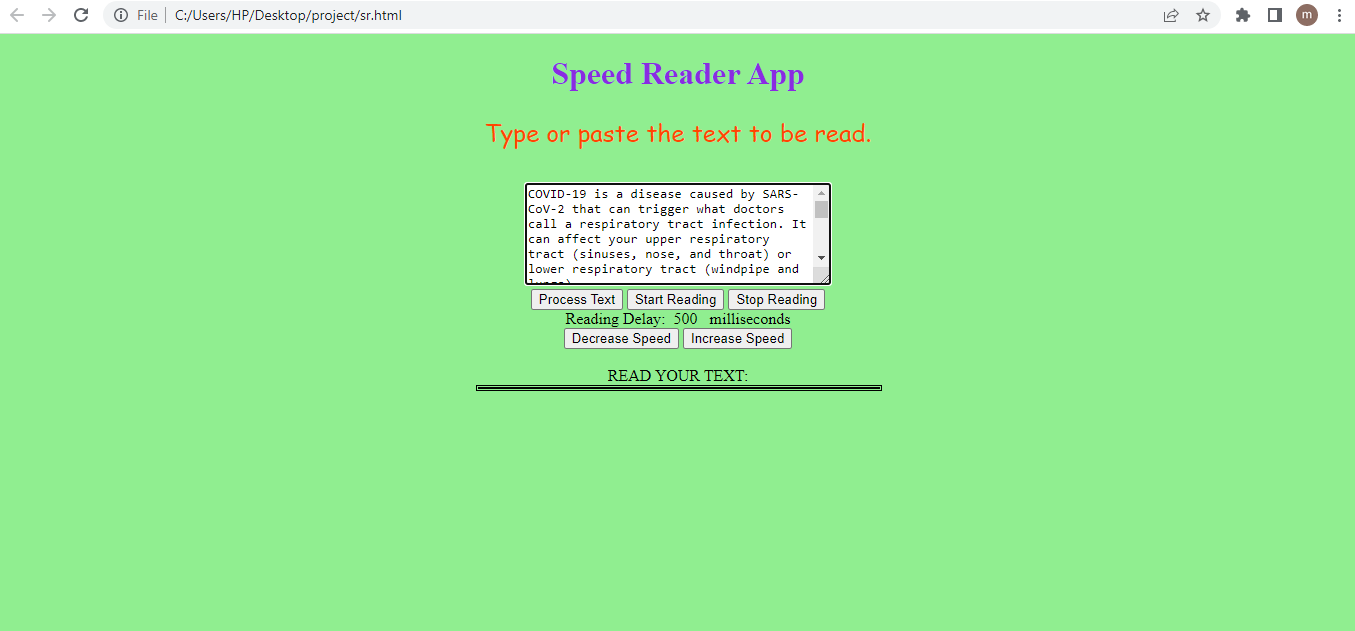 File C:/Users/HP/Desktop/project/sr.html
m
Speed Reader App
Type or paste the text to be read.
COVID-19 is a disease caused by SARS-
CoV-2 that can trigger what doctors
call a respiratory tract infection. It
can affect your upper respiratory
tract (sinuses, nose, and throat) or
lower respiratory tract (windpipe and
Process Text Start Reading Stop Reading
Reading Delay: 500 milliseconds
Decrease Speed Increase Speed
READ YOUR TEXT: